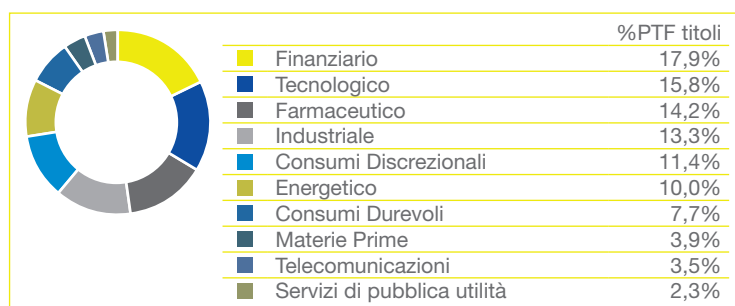 %PTF titoli
Finanziario 17,9%
Tecnologico 15,8%
Farmaceutico 14,2%
Industriale 13,3%
Consumi Discrezionali 11,4%
Energetico 10,0%
Consumi Durevoli 7,7%
Materie Prime 3,9%
Telecomunicazioni 3,5%
Servizi di pubblica utilità 2,3%